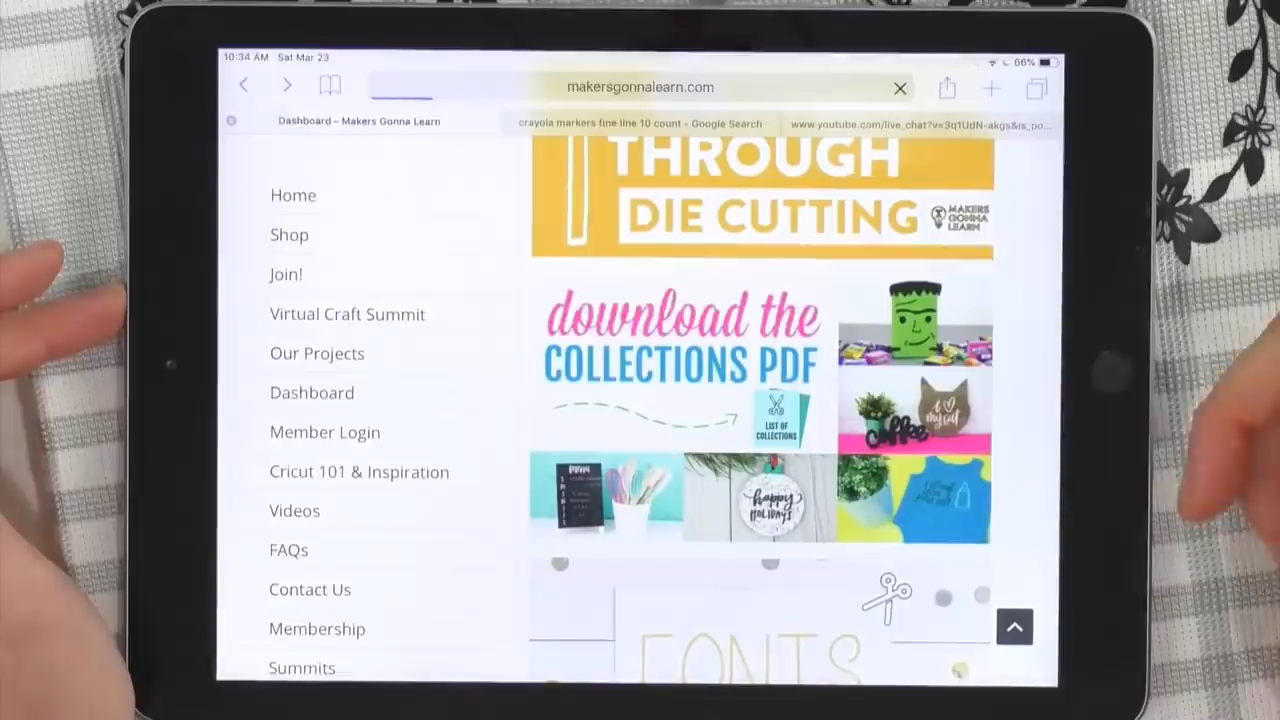 10:34 AM Sat Mar 23
66%
makersgonnalearn.com
Dashboard – Makers Gonna Learn
crayola markers fine line 10 count - Google Search
www.youtube.com/live_chat?v=3q1UdN-akgs&is_po...
Home
Shop
Join!
Virtual Craft Summit
Our Projects
Dashboard
Member Login
Cricut 101 & Inspiration
Videos
FAQs
Contact Us
Membership
Summits
THROUGH
DIE CUTTING
MAKERS
GONNA
LEARN
download the
COLLECTIONS PDF
LIST OF
COLLECTIONS
I ♥
my cat
coffee
happy
HOLIDAYS
FONTS